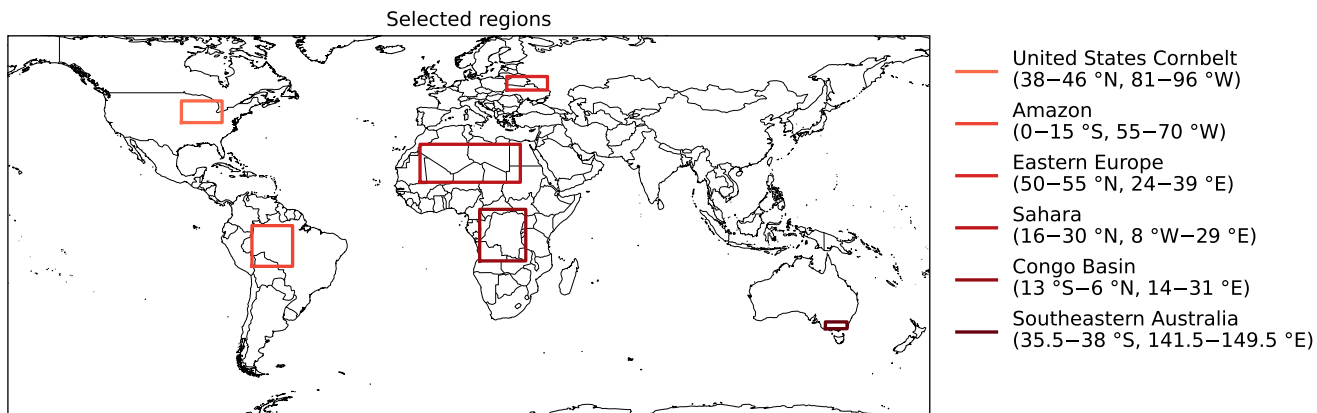 Selected regions
United States Cornbelt
(38−46 °N, 81−96 °W)
Amazon
(0−15 °S, 55−70 °W)
Eastern Europe
(50−55 °N, 24−39 °E)
Sahara
(16−30 °N, 8 °W−29 °E)
Congo Basin
(13 °S−6 °N, 14−31 °E)
Southeastern Australia
(35.5−38 °S, 141.5−149.5 °E)